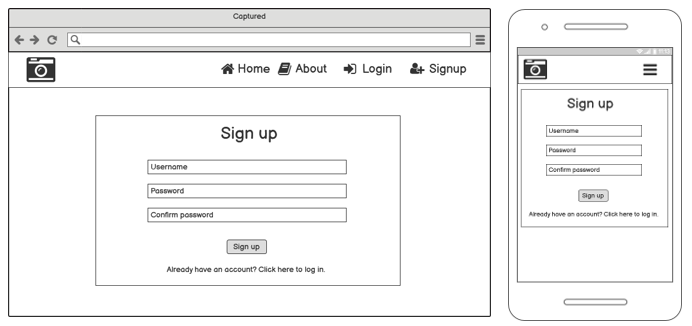 Captured
Home About Login Signup
Sign up
Username
Password
Confirm password
Sign up
Already have an account? Click here to log in.
Sign up
Username
Password
Confirm password
Sign up
Already have an account? Click here to log in.